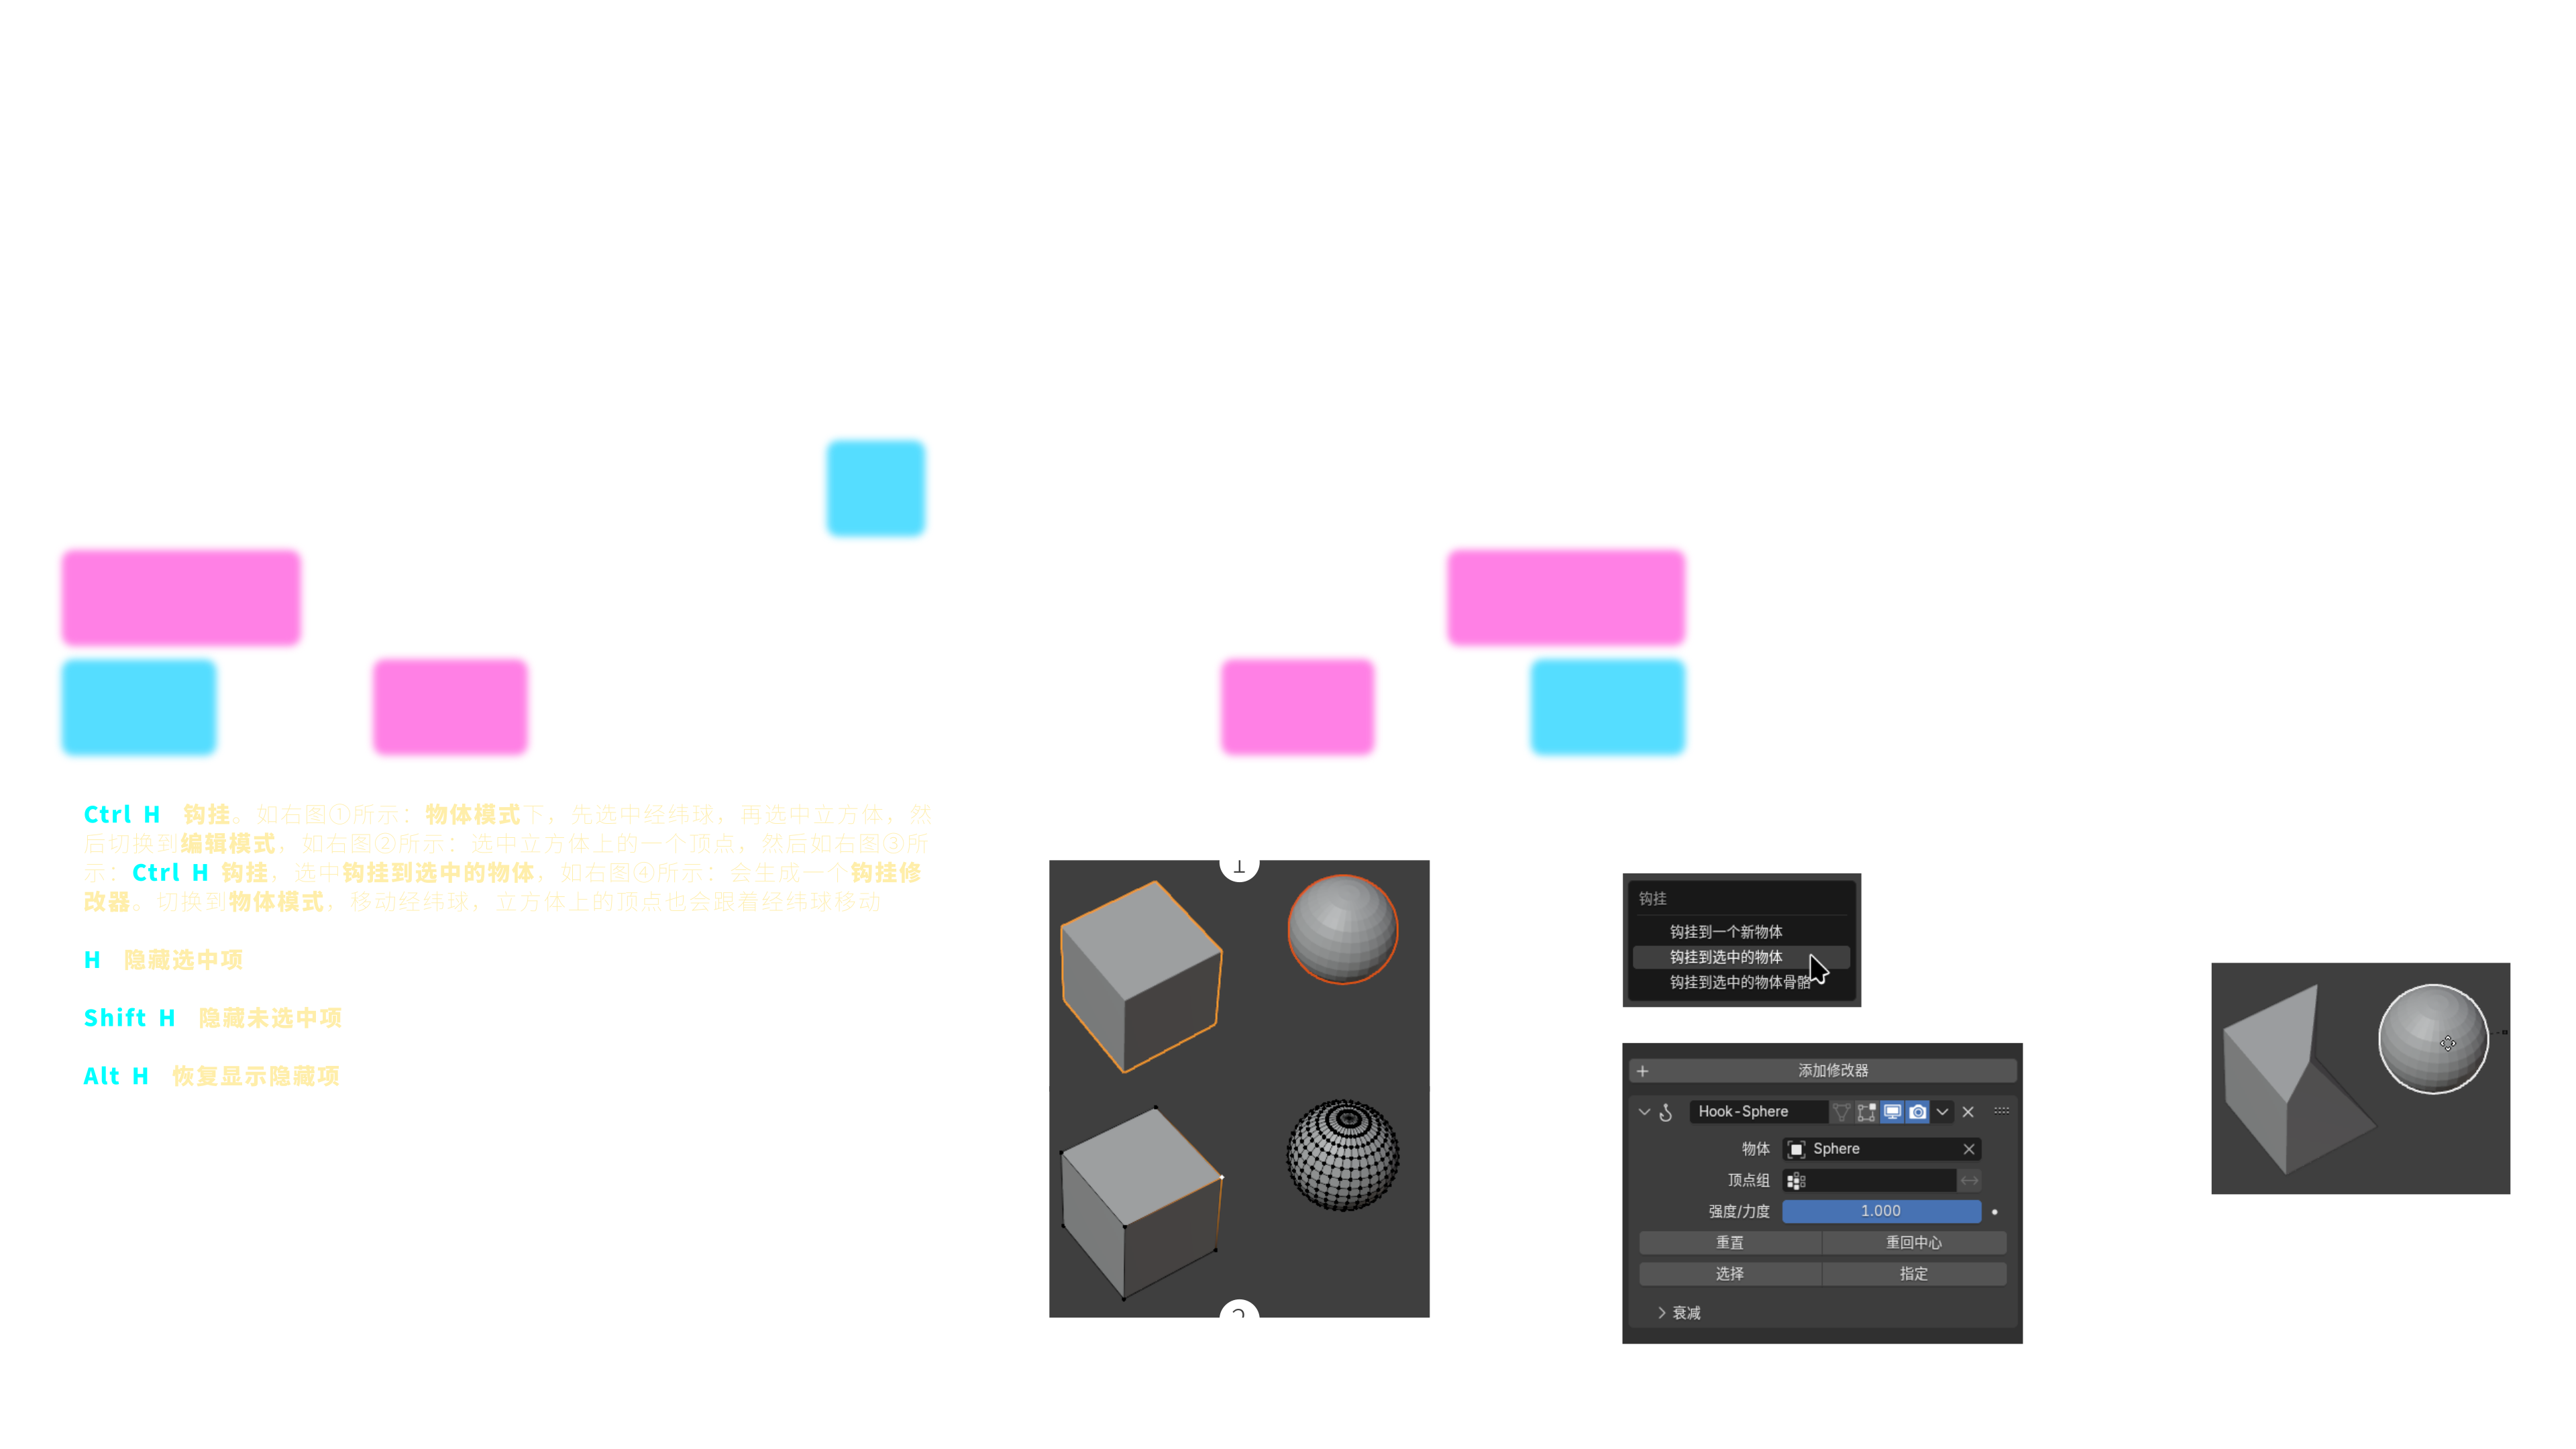 Ctrl H 钩挂。如右图①所示：物体模式下，先选中经纬球，再选中立方体，然
后切换到编辑模式，如右图②所示：选中立方体上的一个顶点，然后如右图③所
示：Ctrl H 钩挂，选中钩挂到选中的物体，如右图④所示：会生成一个钩挂修
改器。切换到物体模式，移动经纬球，立方体上的顶点也会跟着经纬球移动
H 隐藏选中项
Shift H 隐藏未选中项
Alt H 恢复显示隐藏项
钩挂
钩挂到一个新物体
钩挂到选中的物体
钩挂到选中的物体骨骼
添加修改器
Hook-Sphere
物体 Sphere
顶点组
强度/力度 1.000
重置 重回中心
选择 指定
衰减